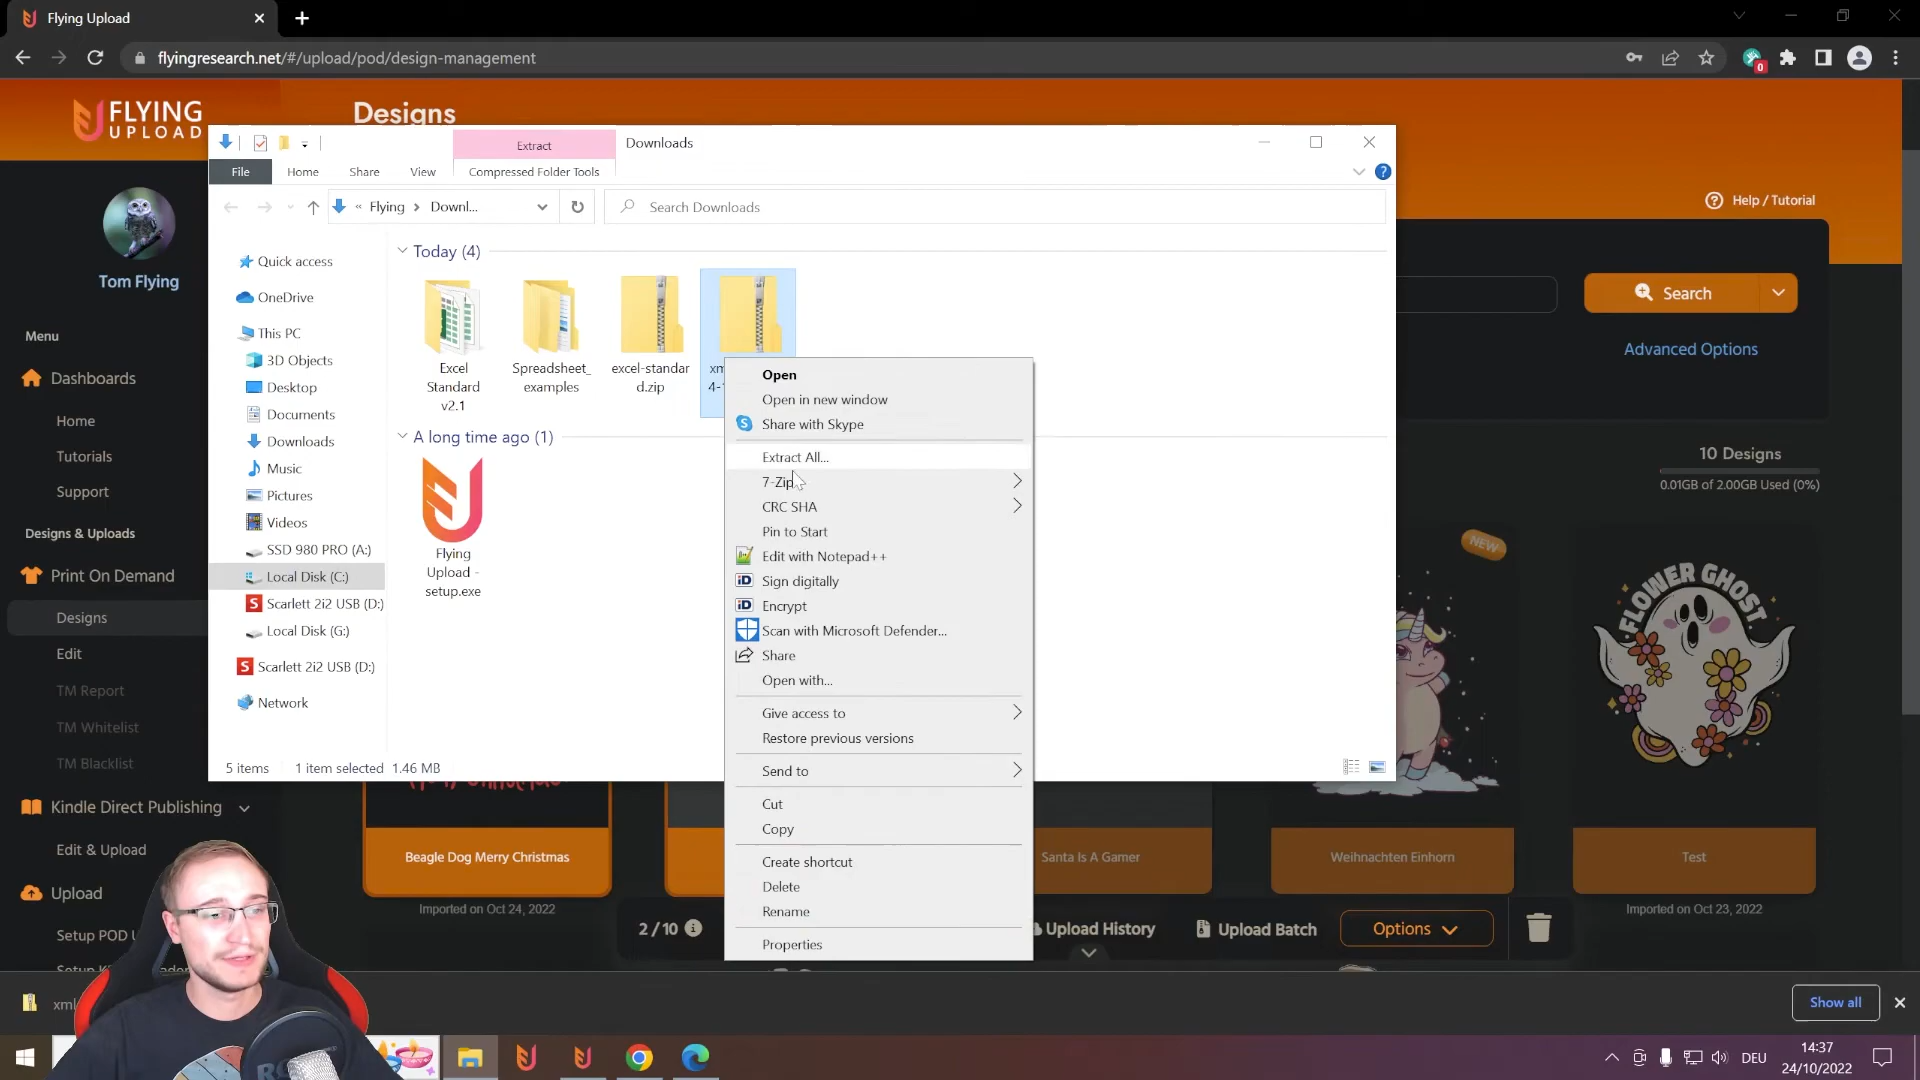 Flying Upload
flyingresearch.net/#/upload/pod/design-management
0
FLYING
UPLOAD
Designs
Help / Tutorial
Extract
Downloads
File
Home
Share
View
Compressed Folder Tools
« Flying > Downl...
Search Downloads
Tom Flying
Search
Advanced Options
Quick access
OneDrive
This PC
3D Objects
Desktop
Documents
Downloads
Music
Pictures
Videos
SSD 980 PRO (A:)
Local Disk (C:)
Scarlett 2i2 USB (D:)
Local Disk (G:)
Scarlett 2i2 USB (D:)
Network
Today (4)
Excel
Standard
v2.1
Spreadsheet_
examples
excel-standar
d.zip
A long time ago (1)
Flying
Upload -
setup.exe
5 items
1 item selected 1.46 MB
Open
Open in new window
Share with Skype
Extract All...
7-Zip
CRC SHA
Pin to Start
Edit with Notepad++
Sign digitally
Encrypt
Scan with Microsoft Defender...
Share
Open with...
Give access to
Restore previous versions
Send to
Cut
Copy
Create shortcut
Delete
Rename
Properties
Menu
Dashboards
Home
Tutorials
Support
Designs & Uploads
Print On Demand
Designs
Edit
TM Report
TM Whitelist
TM Blacklist
Kindle Direct Publishing
Edit & Upload
Upload
Setup POD
10 Designs
0.01GB of 2.00GB Used (0%)
NEW
FLOWER GHOST
Beagle Dog Merry Christmas
Imported on Oct 24, 2022
Santa Is A Gamer
Weihnachten Einhorn
Test
Imported on Oct 23, 2022
2 / 10
Upload History
Upload Batch
Options
xml
Show all
DEU
14:37
24/10/2022